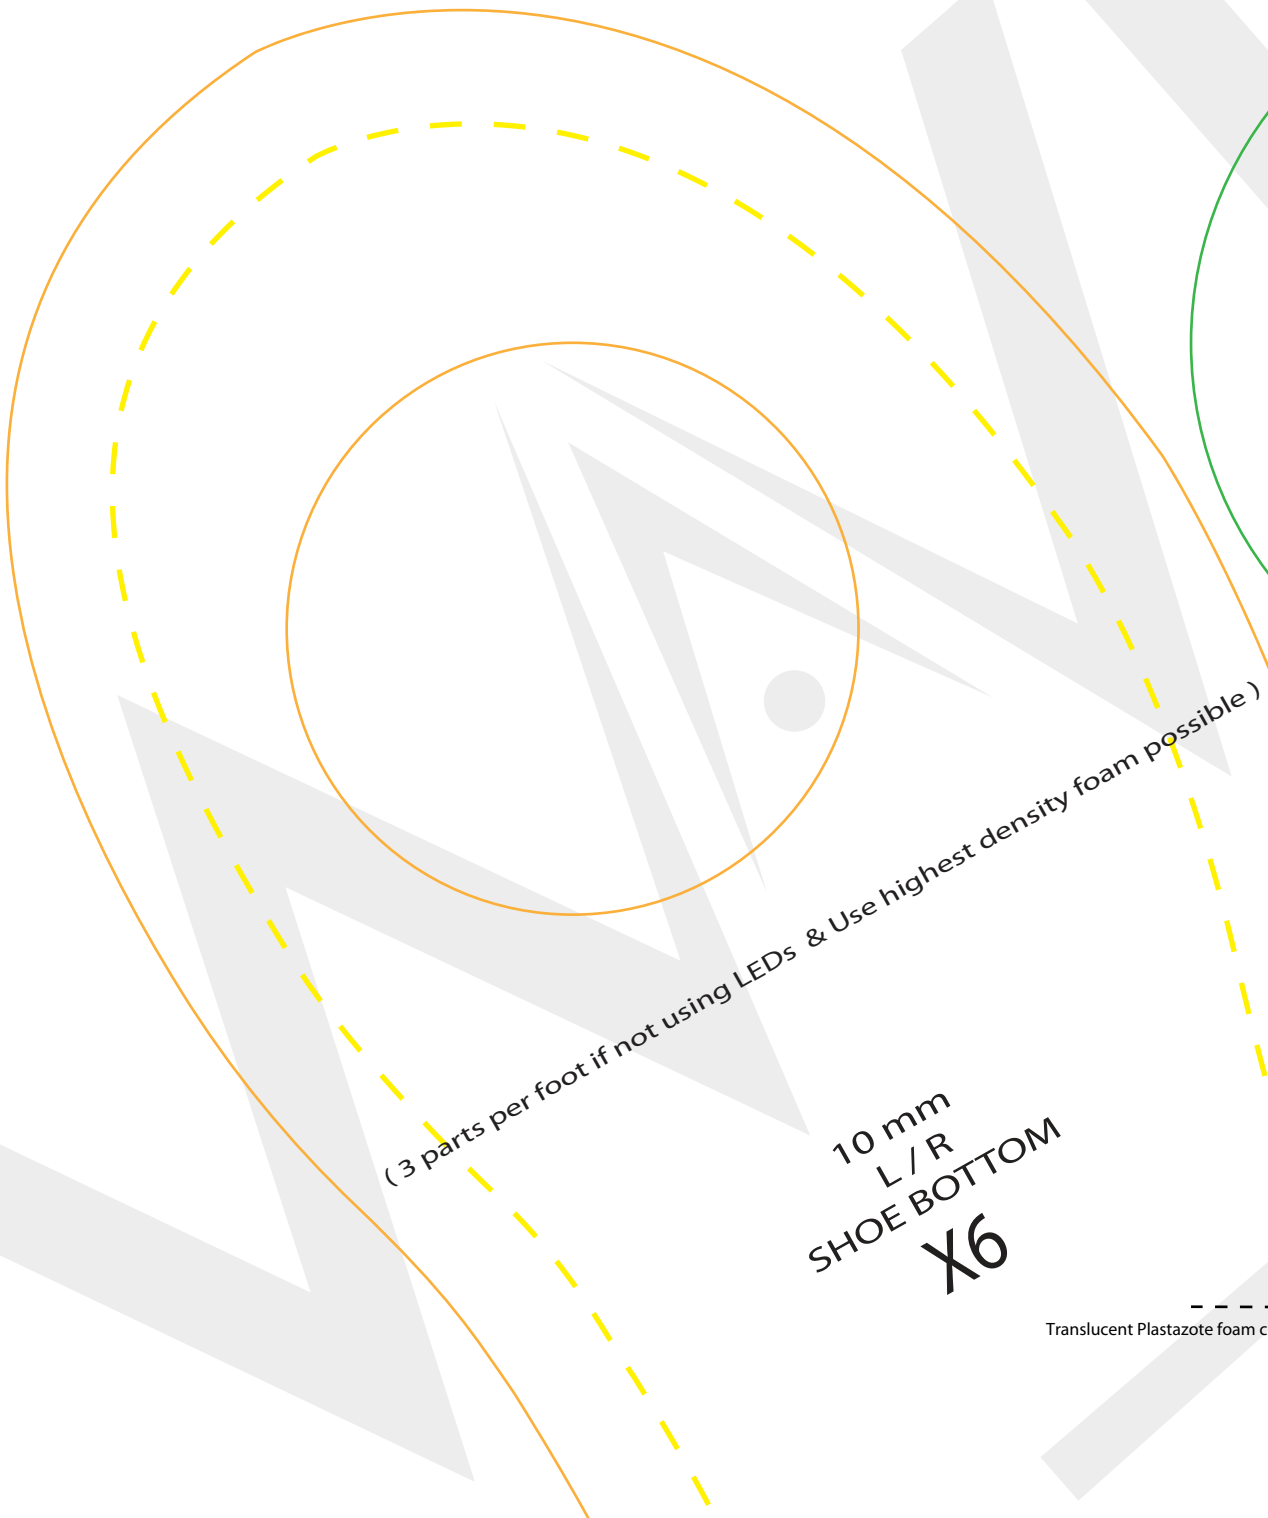 ( 3 parts per foot if not using LEDs & Use highest density foam possible )
10 mm
L / R
SHOE BOTTOM
X6
Translucent Plastazote foam c